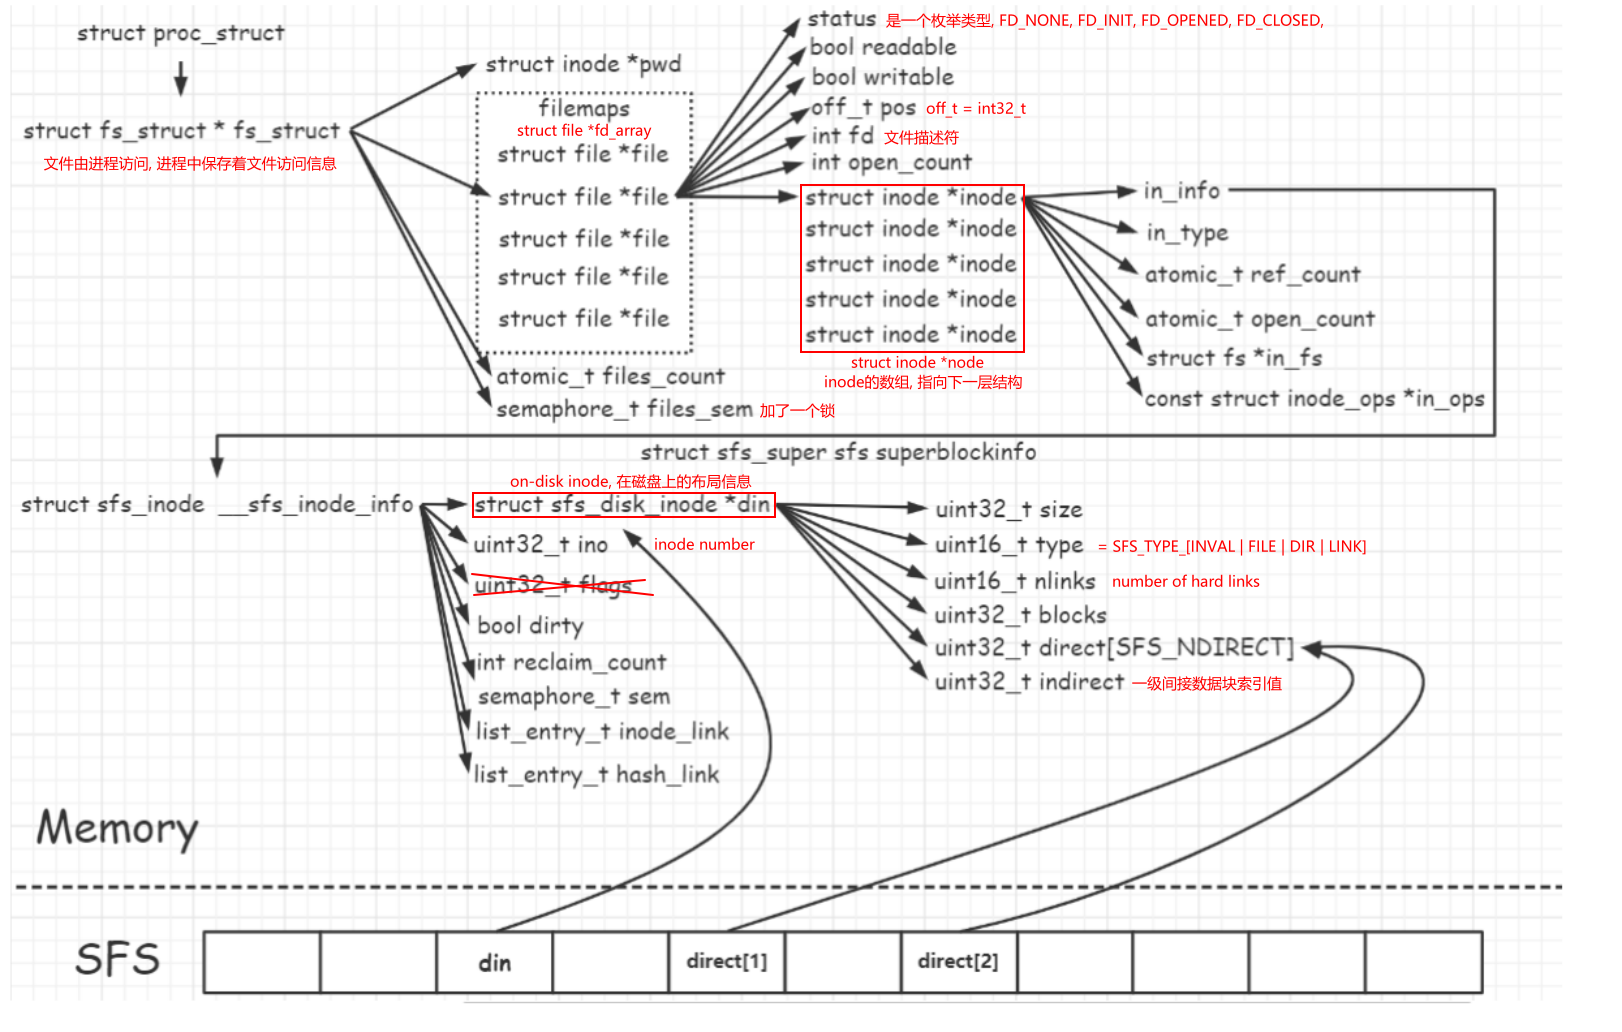 struct proc_struct
struct fs_struct * fs_struct
文件由进程访问, 进程中保存着文件访问信息
struct inode *pwd
filemaps
struct file *fd_array
struct file *file
struct file *file
struct file *file
struct file *file
struct file *file
atomic_t files_count
semaphore_t files_sem 加了一个锁
status 是一个枚举类型, FD_NONE, FD_INIT, FD_OPENED, FD_CLOSED,
bool readable
bool writable
off_t pos off_t = int32_t
int fd 文件描述符
int open_count
struct inode *inode
struct inode *inode
struct inode *inode
struct inode *inode
struct inode *inode
struct inode *node
inode的数组, 指向下一层结构
in_info
in_type
atomic_t ref_count
atomic_t open_count
struct fs *in_fs
const struct inode_ops *in_ops
struct sfs_super sfs superblockinfo
struct sfs_inode __sfs_inode_info
on-disk inode, 在磁盘上的布局信息
struct sfs_disk_inode *din
uint32_t ino inode number
uint32_t flags
bool dirty
int reclaim_count
semaphore_t sem
list_entry_t inode_link
list_entry_t hash_link
uint32_t size
uint16_t type = SFS_TYPE_[INVAL | FILE | DIR | LINK]
uint16_t nlinks number of hard links
uint32_t blocks
uint32_t direct[SFS_NDIRECT]
uint32_t indirect 一级间接数据块索引值
Memory
SFS
din
direct[1]
direct[2]